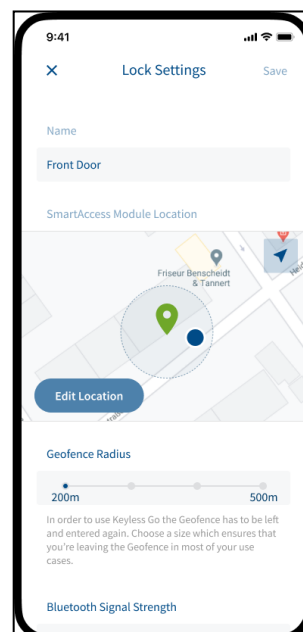 9:41
Lock Settings
Save
Name
Front Door
SmartAccess Module Location
Friseur Benscheidt
& Tannert
Edit Location
Geofence Radius
200m
500m
In order to use Keyless Go the Geofence has to be left
and entered again. Choose a size which ensures that
you're leaving the Geofence in most of your use
cases.
Bluetooth Signal Strength